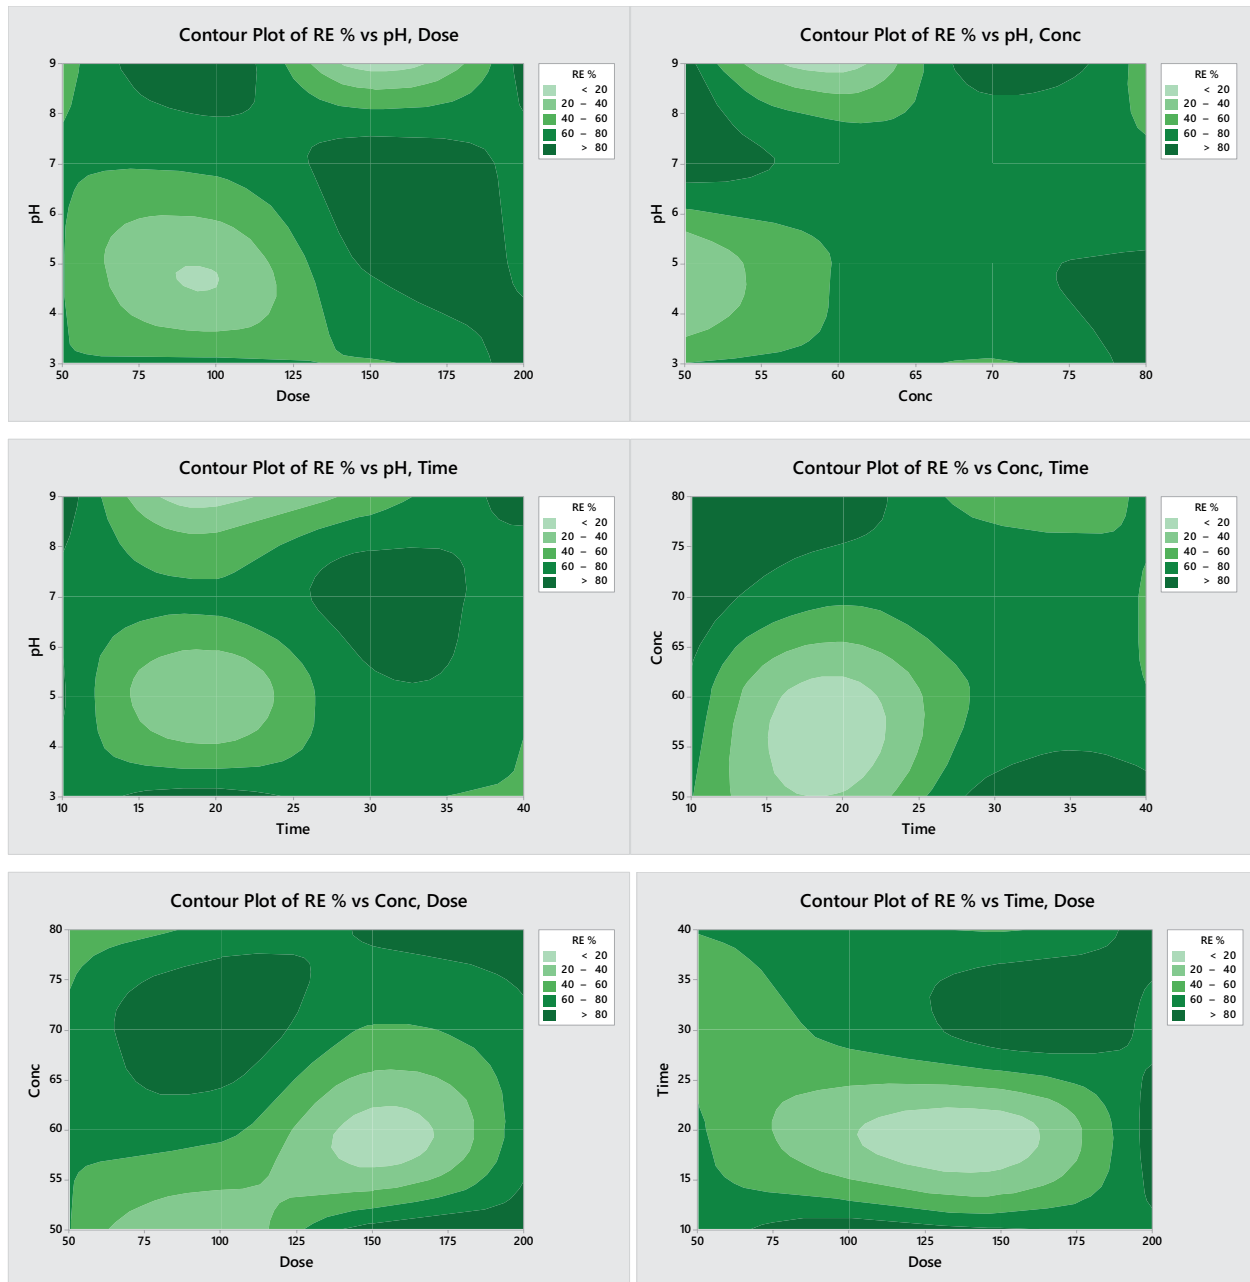 Contour Plot of RE % vs pH, Dose
9
8
7
6
5
4
3
pH
50 75 100 125 150 175 200
Dose
RE %
< 20
20 – 40
40 – 60
60 – 80
> 80
Contour Plot of RE % vs pH, Conc
9
8
7
6
5
4
3
pH
50 55 60 65 70 75 80
Conc
RE %
< 20
20 – 40
40 – 60
60 – 80
> 80
Contour Plot of RE % vs pH, Time
9
8
7
6
5
4
3
pH
10 15 20 25 30 35 40
Time
RE %
< 20
20 – 40
40 – 60
60 – 80
> 80
Contour Plot of RE % vs Conc, Time
80
75
70
65
60
55
50
Conc
10 15 20 25 30 35 40
Time
RE %
< 20
20 – 40
40 – 60
60 – 80
> 80
Contour Plot of RE % vs Conc, Dose
80
75
70
65
60
55
50
Conc
50 75 100 125 150 175 200
Dose
RE %
< 20
20 – 40
40 – 60
60 – 80
> 80
Contour Plot of RE % vs Time, Dose
40
35
30
25
20
15
10
Time
50 75 100 125 150 175 200
Dose
RE %
< 20
20 – 40
40 – 60
60 – 80
> 80